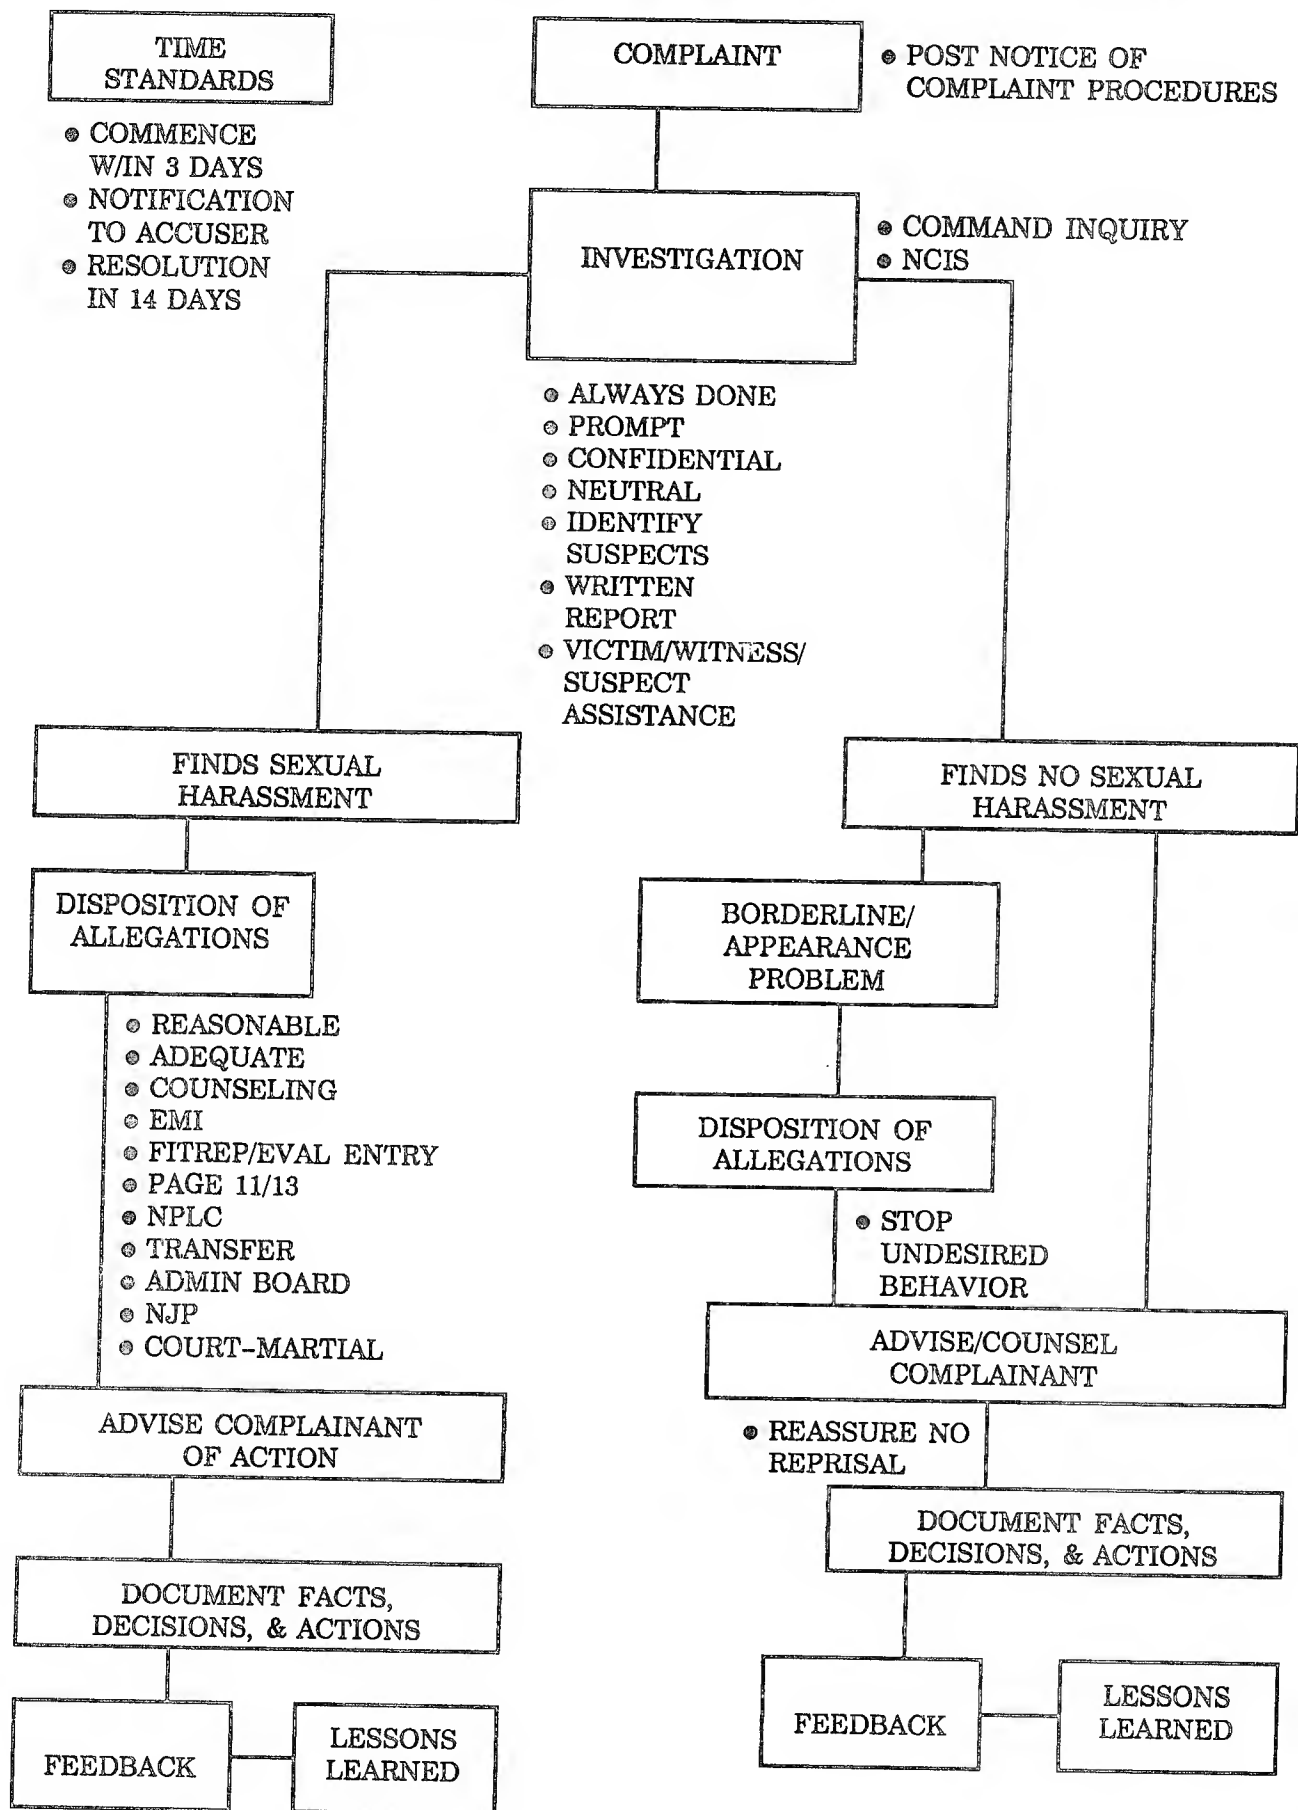 TIME
STANDARDS
● COMMENCE
W/IN 3 DAYS
● NOTIFICATION
TO ACCUSER
● RESOLUTION
IN 14 DAYS
COMPLAINT
● POST NOTICE OF
COMPLAINT PROCEDURES
INVESTIGATION
● COMMAND INQUIRY
● NCIS
● ALWAYS DONE
● PROMPT
● CONFIDENTIAL
● NEUTRAL
● IDENTIFY
SUSPECTS
● WRITTEN
REPORT
● VICTIM/WITNESS/
SUSPECT
ASSISTANCE
FINDS SEXUAL
HARASSMENT
DISPOSITION OF
ALLEGATIONS
● REASONABLE
● ADEQUATE
● COUNSELING
● EMI
● FITREP/EVAL ENTRY
● PAGE 11/13
● NPLC
● TRANSFER
● ADMIN BOARD
● NJP
● COURT-MARTIAL
ADVISE COMPLAINANT
OF ACTION
DOCUMENT FACTS,
DECISIONS, & ACTIONS
FEEDBACK
LESSONS
LEARNED
FINDS NO SEXUAL
HARASSMENT
BORDERLINE/
APPEARANCE
PROBLEM
DISPOSITION OF
ALLEGATIONS
● STOP
UNDESIRED
BEHAVIOR
ADVISE/COUNSEL
COMPLAINANT
● REASSURE NO
REPRISAL
DOCUMENT FACTS,
DECISIONS, & ACTIONS
FEEDBACK
LESSONS
LEARNED